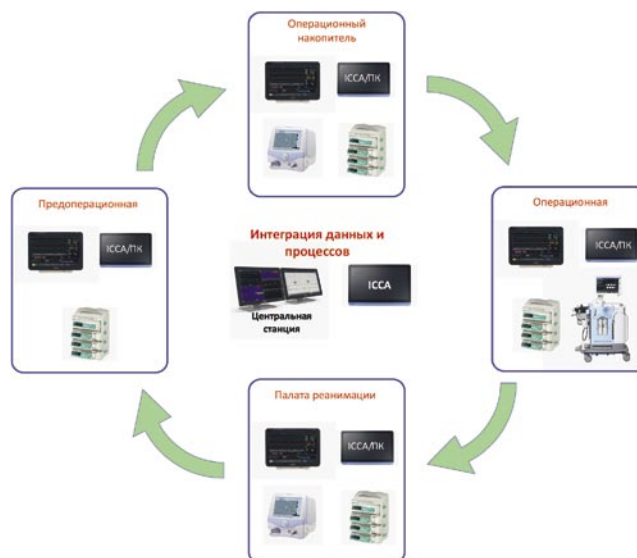 Операционный
накопитель
ICCA/ПК
Предоперационная
ICCA/ПК
Интеграция данных и
процессов
ICCA
Центральная
станция
Операционная
ICCA/ПК
Палата реанимации
ICCA/ПК